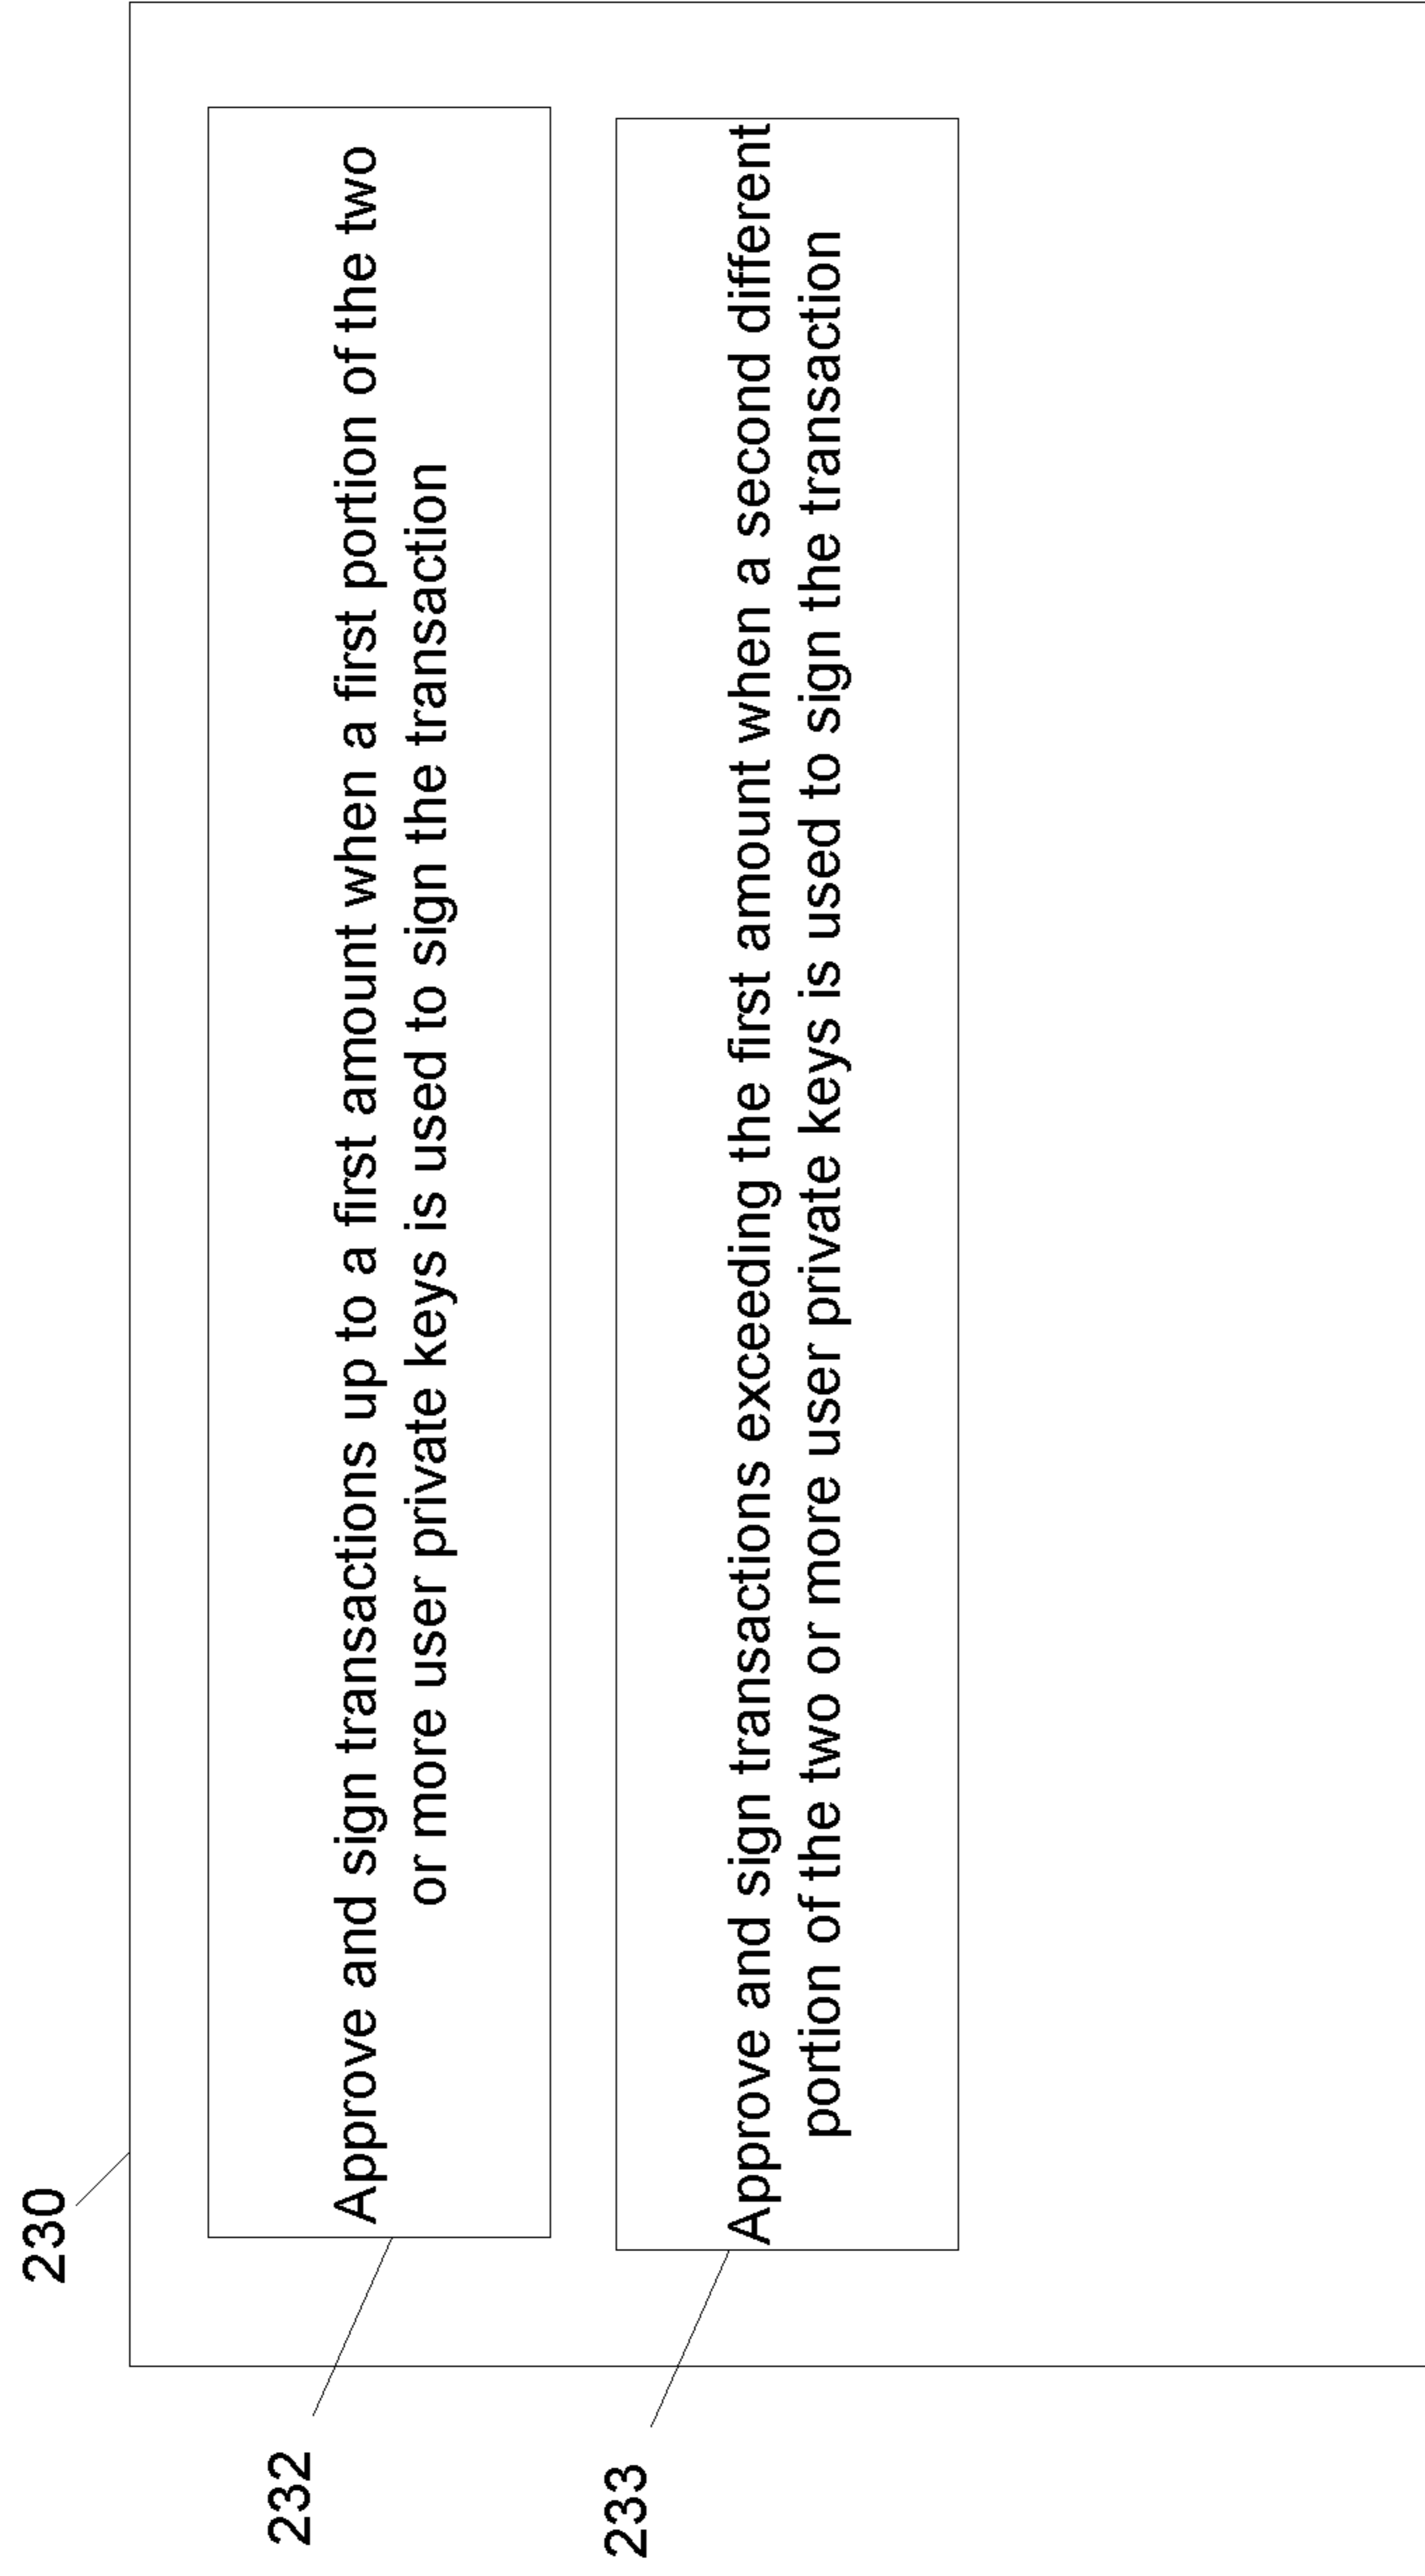 230
232
Approve and sign transactions up to a first amount when a first portion of the two
or more user private keys is used to sign the transaction
233
Approve and sign transactions exceeding the first amount when a second different
portion of the two or more user private keys is used to sign the transaction